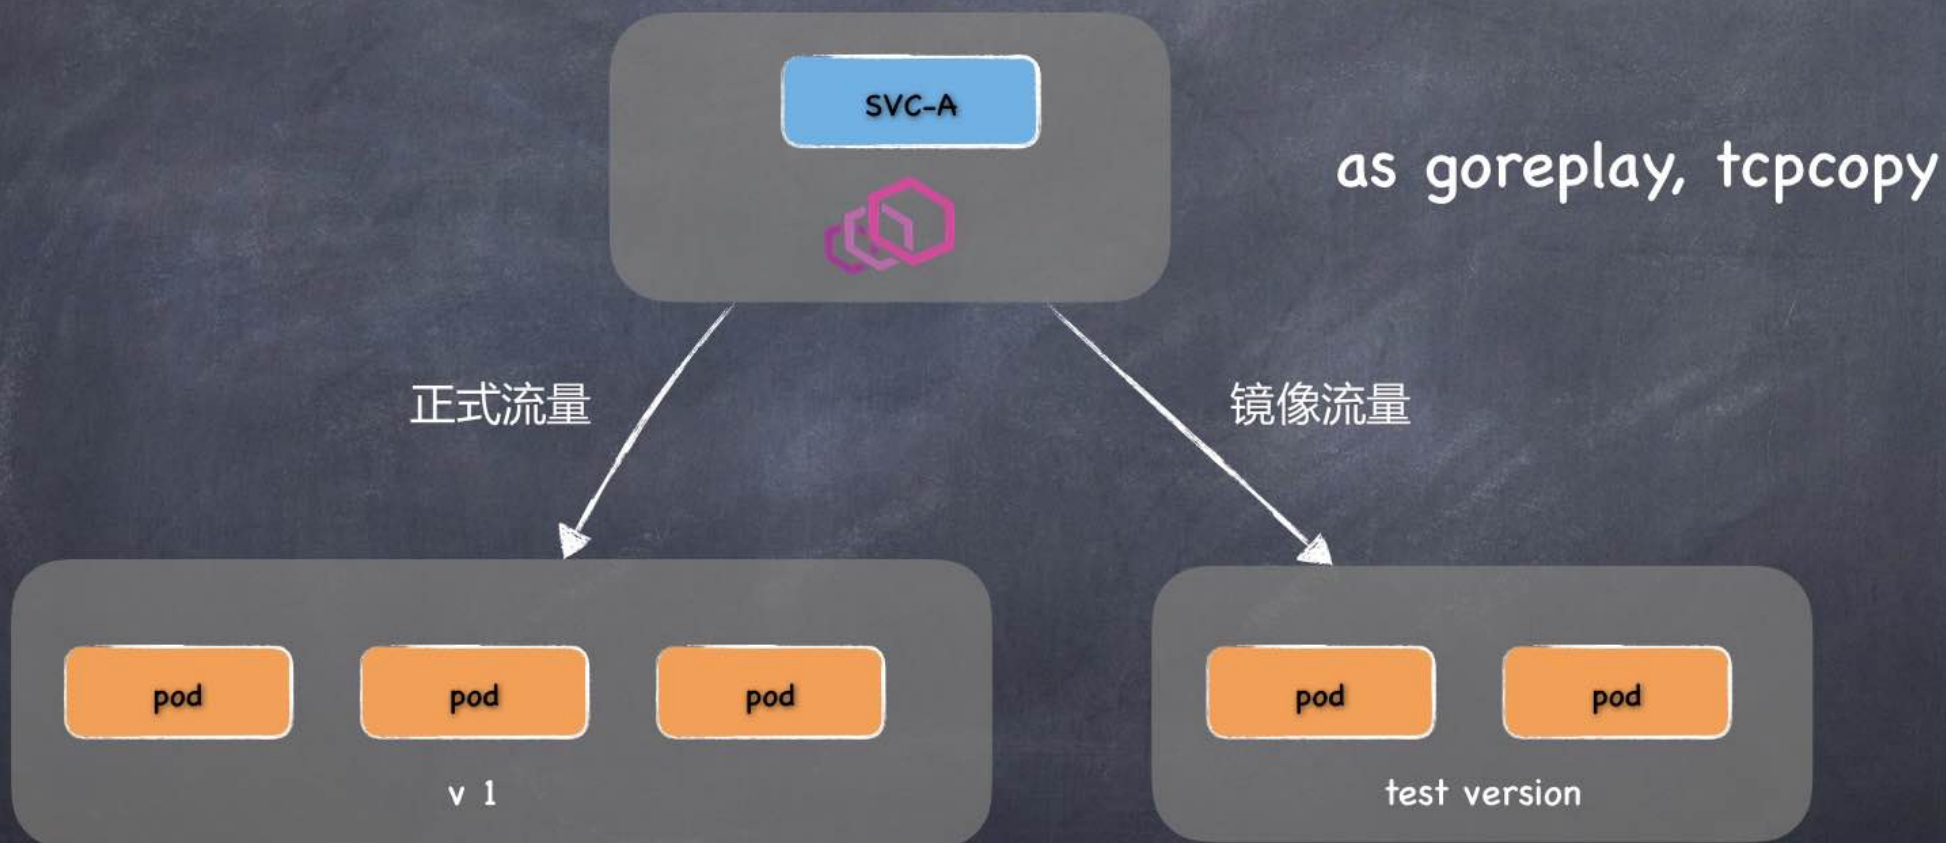 SVC-A
as goreplay, tcpcopy
正式流量
镜像流量
pod
pod
pod
pod
pod
v 1
test version